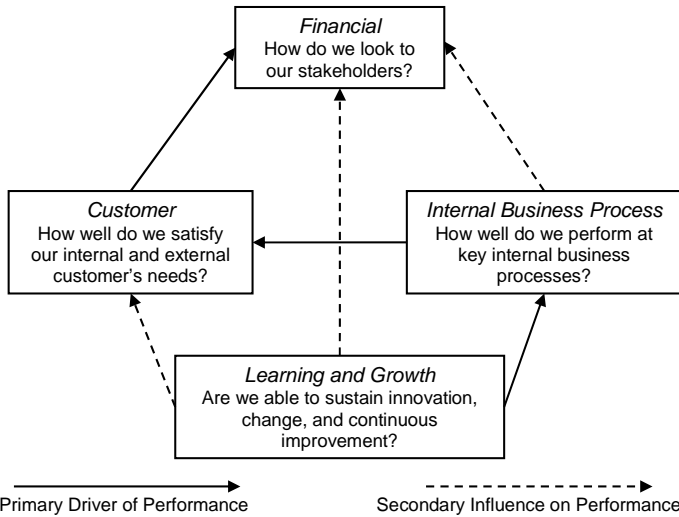 Financial
How do we look to
our stakeholders?
Customer
How well do we satisfy
our internal and external
customer's needs?
Internal Business Process
How well do we perform at
key internal business
processes?
Learning and Growth
Are we able to sustain innovation,
change, and continuous
improvement?
Primary Driver of Performance
Secondary Influence on Performance